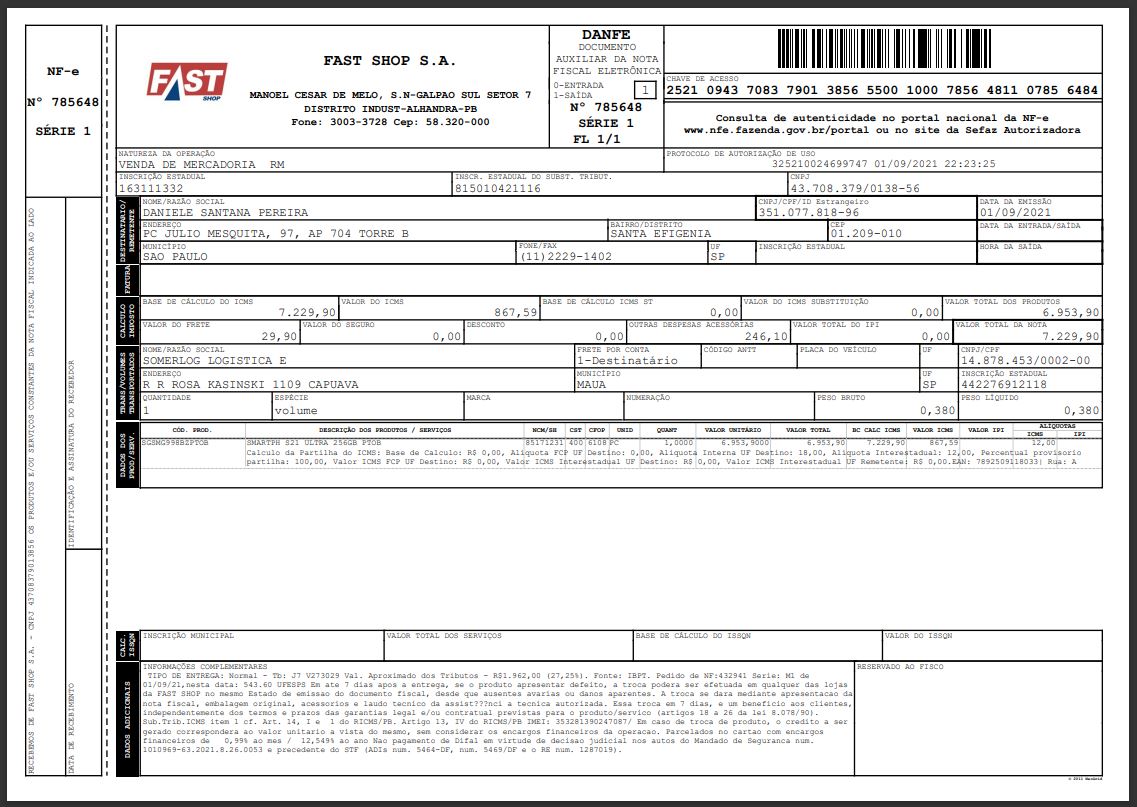 NF-e
Nº 785648
SÉRIE 1
RECEBEMOS DE FAST SHOP S.A. - CNPJ 43708379013856 OS PRODUTOS E/OU SERVIÇOS CONSTANTES DA NOTA FISCAL INDICADA AO LADO
DATA DE RECEBIMENTO
IDENTIFICAÇÃO E ASSINATURA DO RECEBEDOR
FAST
SHOP
FAST SHOP S.A.
MANOEL CESAR DE MELO, S.N-GALPAO SUL SETOR 7
DISTRITO INDUST-ALHANDRA-PB
Fone: 3003-3728 Cep: 58.320-000
DANFE
DOCUMENTO
AUXILIAR DA NOTA
FISCAL ELETRÔNICA
0-ENTRADA
1-SAÍDA
1
Nº 785648
SÉRIE 1
FL 1/1
CHAVE DE ACESSO
2521 0943 7083 7901 3856 5500 1000 7856 4811 0785 6484
Consulta de autenticidade no portal nacional da NF-e
www.nfe.fazenda.gov.br/portal ou no site da Sefaz Autorizadora
NATUREZA DA OPERAÇÃO
VENDA DE MERCADORIA RM
PROTOCOLO DE AUTORIZAÇÃO DE USO
325210024699747 01/09/2021 22:23:25
INSCRIÇÃO ESTADUAL
163111332
INSCR. ESTADUAL DO SUBST. TRIBUT.
815010421116
CNPJ
43.708.379/0138-56
DESTINATARIO/
REMETENTE
NOME/RAZÃO SOCIAL
DANIELE SANTANA PEREIRA
CNPJ/CPF/ID Estrangeiro
351.077.818-96
DATA DA EMISSÃO
01/09/2021
ENDEREÇO
PC JULIO MESQUITA, 97, AP 704 TORRE B
BAIRRO/DISTRITO
SANTA EFIGENIA
CEP
01.209-010
DATA DA ENTRADA/SAÍDA
MUNICÍPIO
SAO PAULO
FONE/FAX
(11)2229-1402
UF
SP
INSCRIÇÃO ESTADUAL
HORA DA SAÍDA
FATURA
CALCULO
IMPOSTO
BASE DE CÁLCULO DO ICMS
7.229,90
VALOR DO ICMS
867,59
BASE DE CÁLCULO ICMS ST
0,00
VALOR DO ICMS SUBSTITUIÇÃO
0,00
VALOR TOTAL DOS PRODUTOS
6.953,90
VALOR DO FRETE
29,90
VALOR DO SEGURO
0,00
DESCONTO
0,00
OUTRAS DESPESAS ACESSÓRIAS
246,10
VALOR TOTAL DO IPI
0,00
VALOR TOTAL DA NOTA
7.229,90
TRANS/VOLUMES
TRANSPORTADOS
NOME/RAZÃO SOCIAL
SOMERLOG LOGISTICA E
FRETE POR CONTA
1-Destinatário
CÓDIGO ANTT
PLACA DO VEÍCULO
UF
CNPJ/CPF
14.878.453/0002-00
ENDEREÇO
R R ROSA KASINSKI 1109 CAPUAVA
MUNICÍPIO
MAUA
UF
SP
INSCRIÇÃO ESTADUAL
442276912118
QUANTIDADE
1
ESPÉCIE
volume
MARCA
NUMERAÇÃO
PESO BRUTO
0,380
PESO LÍQUIDO
0,380
DADOS DOS
PROD/SERV.
CÓD. PROD. DESCRIÇÃO DOS PRODUTOS / SERVIÇOS NCM/SH CST CFOP UNID QUANT VALOR UNITÁRIO VALOR TOTAL BC CALC ICMS VALOR ICMS VALOR IPI ALÍQUOTAS
ICMS IPI
SGSMG998BZPTOB SMARTPH S21 ULTRA 256GB PTOB 85171231 400 6108 PC 1,0000 6.953,9000 6.953,90 7.229,90 867,59 12,00
Calculo da Partilha do ICMS: Base de Calculo: R$ 0,00, Aliquota FCP UF Destino: 0,00, Aliquota Interna UF Destino: 18,00, Aliquota Interestadual: 12,00, Percentual provisorio
partilha: 100,00, Valor ICMS FCP UF Destino: R$ 0,00, Valor ICMS Interestadual UF Destino: R$ 0,00, Valor ICMS Interestadual UF Remetente: R$ 0,00.EAN: 7892509118033| Rua: A
CALC.
ISSQN
INSCRIÇÃO MUNICIPAL
VALOR TOTAL DOS SERVIÇOS
BASE DE CÁLCULO DO ISSQN
VALOR DO ISSQN
DADOS ADICIONAIS
INFORMAÇÕES COMPLEMENTARES
TIPO DE ENTREGA: Normal - Tb: J7 V273029 Val. Aproximado dos Tributos - R$1.962,00 (27,25%). Fonte: IBPT. Pedido de NF:432941 Serie: M1 de
01/09/21,nesta data: 543.60 UFESPS Em ate 7 dias apos a entrega, se o produto apresentar defeito, a troca podera ser efetuada em qualquer das lojas
da FAST SHOP no mesmo Estado de emissao do documento fiscal, desde que ausentes avarias ou danos aparentes. A troca se dara mediante apresentacao da
nota fiscal, embalagem original, acessorios e laudo tecnico da assist???nci a tecnica autorizada. Essa troca em 7 dias, e um beneficio aos clientes,
independentemente dos termos e prazos das garantias legal e/ou contratual previstas para o produto/servico (artigos 18 a 26 da lei 8.078/90).
Sub.Trib.ICMS item 1 cf. Art. 14, I e 1 do RICMS/PB. Artigo 13, IV do RICMS/PB IMEI: 353281390247087/ Em caso de troca de produto, o credito a ser
gerado correspondera ao valor unitario a vista do mesmo, sem considerar os encargos financeiros da operacao. Parcelados no cartao com encargos
financeiros de 0,99% ao mes / 12,549% ao ano Nao pagamento de Difal em virtude de decisao judicial nos autos do Mandado de Seguranca num.
1010969-63.2021.8.26.0053 e precedente do STF (ADIs num. 5464-DF, num. 5469/DF e o RE num. 1287019).
RESERVADO AO FISCO